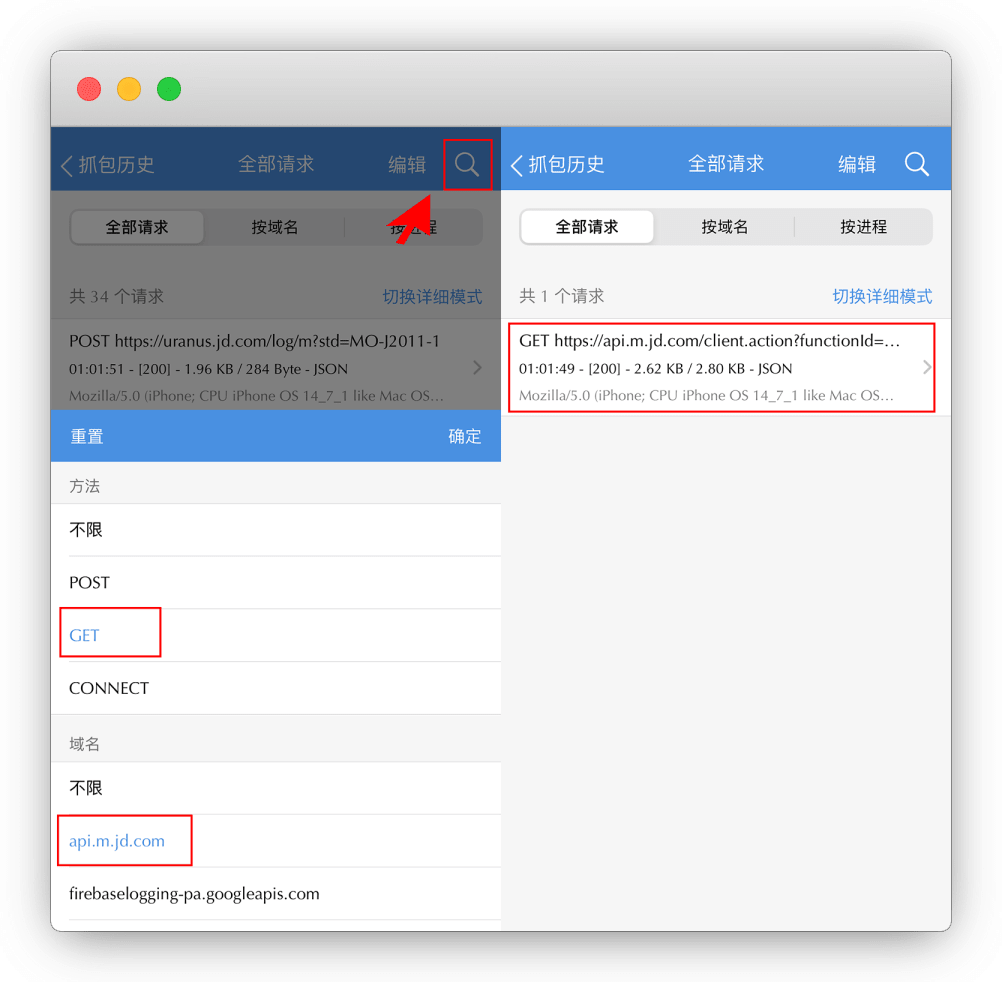 抓包历史
全部请求
编辑
全部请求
按域名
按进程
共 34 个请求
切换详细模式
POST https://uranus.jd.com/log/m?std=MO-J2011-1
01:01:51 - [200] - 1.96 KB / 284 Byte - JSON
Mozilla/5.0 (iPhone; CPU iPhone OS 14_7_1 like Mac OS…
重置
确定
方法
不限
POST
GET
CONNECT
域名
不限
api.m.jd.com
firebaselogging-pa.googleapis.com
抓包历史
全部请求
编辑
全部请求
按域名
按进程
共 1 个请求
切换详细模式
GET https://api.m.jd.com/client.action?functionId=…
01:01:49 - [200] - 2.62 KB / 2.80 KB - JSON
Mozilla/5.0 (iPhone; CPU iPhone OS 14_7_1 like Mac OS…